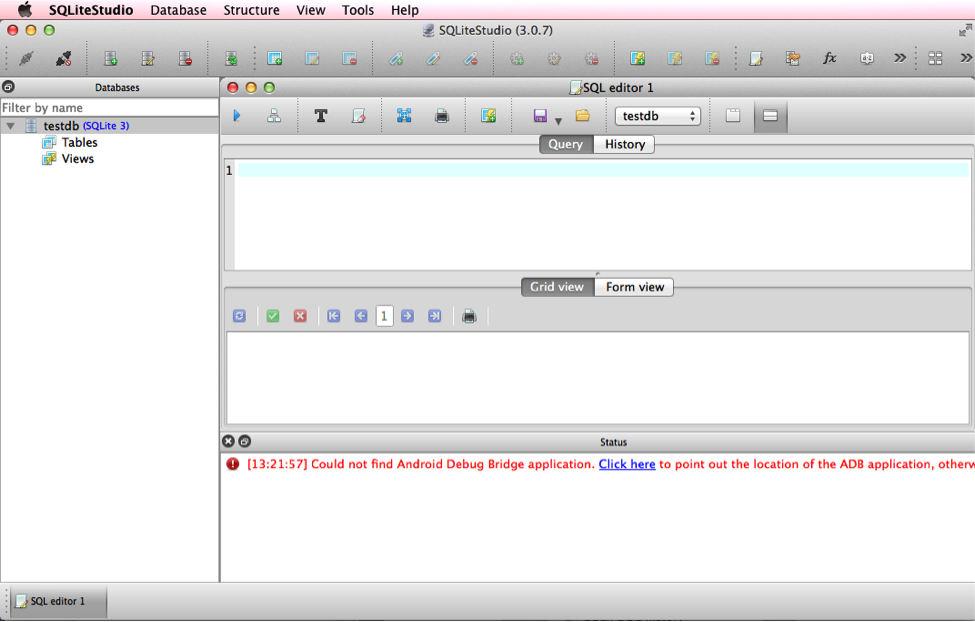 SQLiteStudio Database Structure View Tools Help
SQLiteStudio (3.0.7)
Databases
Filter by name
testdb (SQLite 3)
Tables
Views
SQL editor 1
T
testdb
Query History
1
Grid view Form view
1
Status
[13:21:57] Could not find Android Debug Bridge application. Click here to point out the location of the ADB application, otherw
SQL editor 1